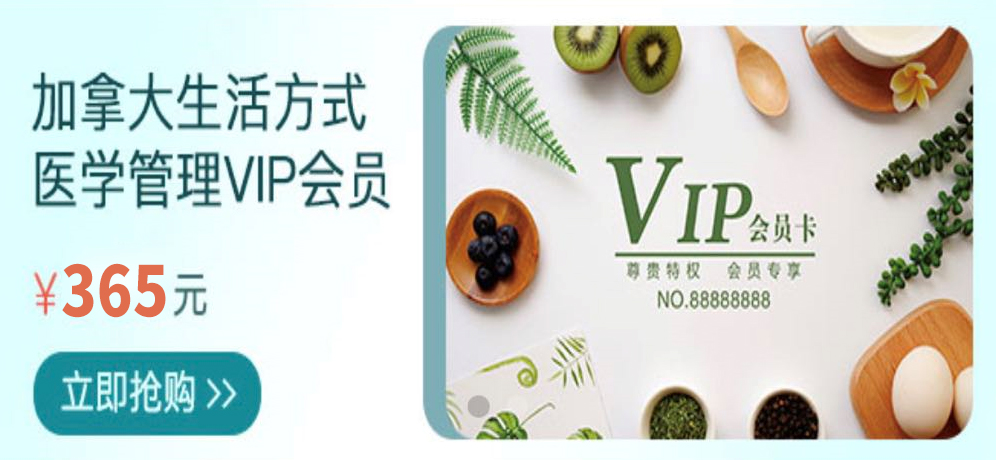 加拿大生活方式
医学管理VIP会员
¥365元
立即抢购 >>
VIP会员卡
尊贵特权 会员专享
NO.88888888